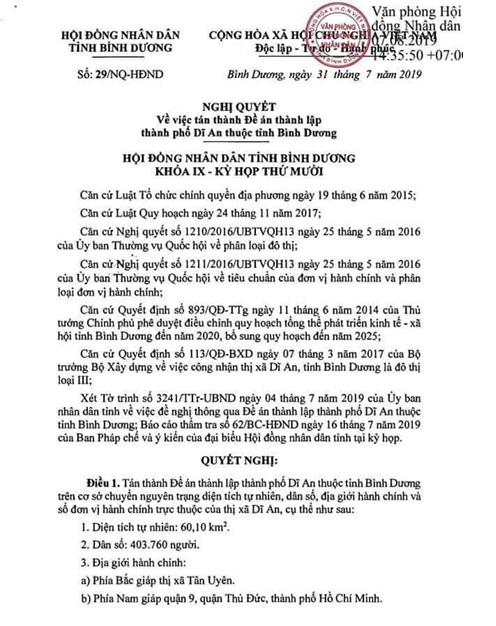 Văn phòng Hội
đồng Nhân dân
07.08.2019
14:35:50 +07:00
HỘI ĐỒNG NHÂN DÂN
TỈNH BÌNH DƯƠNG
CỘNG HÒA XÃ HỘI CHỦ NGHĨA VIỆT NAM
Độc lập - Tự do - Hạnh phúc
Số: 29/NQ-HĐND
Bình Dương, ngày 31 tháng 7 năm 2019
NGHỊ QUYẾT
Về việc tán thành Đề án thành lập
thành phố Dĩ An thuộc tỉnh Bình Dương
HỘI ĐỒNG NHÂN DÂN TỈNH BÌNH DƯƠNG
KHÓA IX - KỲ HỌP THỨ MƯỜI
Căn cứ Luật Tổ chức chính quyền địa phương ngày 19 tháng 6 năm 2015;
Căn cứ Luật Quy hoạch ngày 24 tháng 11 năm 2017;
Căn cứ Nghị quyết số 1210/2016/UBTVQH13 ngày 25 tháng 5 năm 2016
của Ủy ban Thường vụ Quốc hội về phân loại đô thị;
Căn cứ Nghị quyết số 1211/2016/UBTVQH13 ngày 25 tháng 5 năm 2016
của Ủy ban Thường vụ Quốc hội về tiêu chuẩn của đơn vị hành chính và phân
loại đơn vị hành chính;
Căn cứ Quyết định số 893/QĐ-TTg ngày 11 tháng 6 năm 2014 của Thủ
tướng Chính phủ phê duyệt điều chỉnh quy hoạch tổng thể phát triển kinh tế - xã
hội tỉnh Bình Dương đến năm 2020, bổ sung quy hoạch đến năm 2025;
Căn cứ Quyết định số 113/QĐ-BXD ngày 07 tháng 3 năm 2017 của Bộ
trưởng Bộ Xây dựng về việc công nhận thị xã Dĩ An, tỉnh Bình Dương là đô thị
loại III;
Xét Tờ trình số 3241/TTr-UBND ngày 04 tháng 7 năm 2019 của Ủy ban
nhân dân tỉnh về việc đề nghị thông qua Đề án thành lập thành phố Dĩ An thuộc
tỉnh Bình Dương; Báo cáo thẩm tra số 62/BC-HĐND ngày 16 tháng 7 năm 2019
của Ban Pháp chế và ý kiến của đại biểu Hội đồng nhân dân tỉnh tại kỳ họp.
QUYẾT NGHỊ:
Điều 1. Tán thành Đề án thành lập thành phố Dĩ An thuộc tỉnh Bình Dương
trên cơ sở chuyển nguyên trạng diện tích tự nhiên, dân số, địa giới hành chính và
số đơn vị hành chính trực thuộc của thị xã Dĩ An, cụ thể như sau:
1. Diện tích tự nhiên: 60,10 km².
2. Dân số: 403.760 người.
3. Địa giới hành chính:
a) Phía Bắc giáp thị xã Tân Uyên.
b) Phía Nam giáp quận 9, quận Thủ Đức, thành phố Hồ Chí Minh.